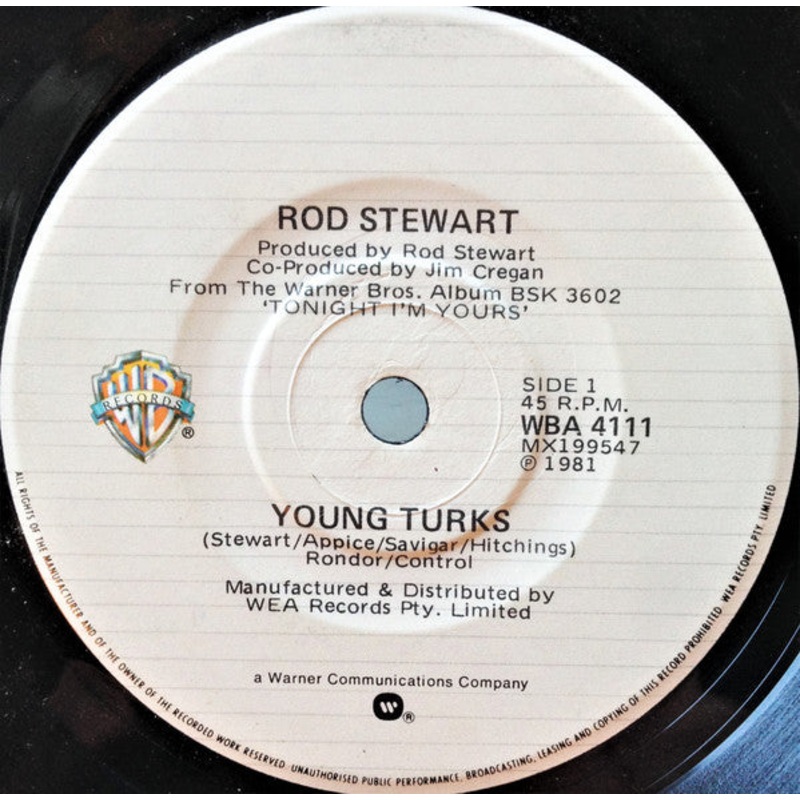 ROD STEWART
Produced by Rod Stewart
Co-Produced by Jim Cregan
From The Warner Bros. Album BSK 3602
'TONIGHT I'M YOURS'
WB
RECORDS
®
SIDE 1
45 R.P.M.
WBA 4111
MX199547
℗ 1981
YOUNG TURKS
(Stewart/Appice/Savigar/Hitchings)
Rondor/Control
Manufactured & Distributed by
WEA Records Pty. Limited
a Warner Communications Company
®
ALL RIGHTS OF THE MANUFACTURER AND OF THE OWNER OF THE RECORDED WORK RESERVED. UNAUTHORISED PUBLIC PERFORMANCE, BROADCASTING, LEASING AND COPYING OF THIS RECORD PROHIBITED. WEA RECORDS PTY. LIMITED